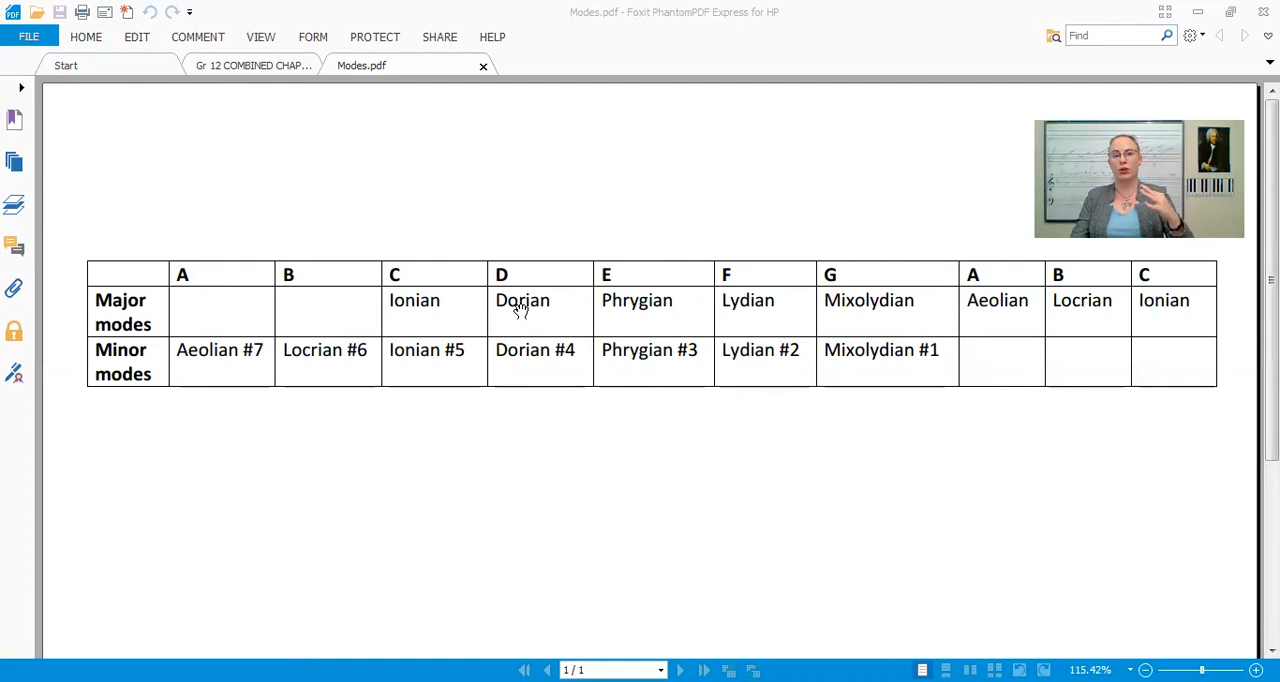 Modes.pdf - Foxit PhantomPDF Express for HP
FILE HOME EDIT COMMENT VIEW FORM PROTECT SHARE HELP
Find
Start Gr 12 COMBINED CHAP... Modes.pdf
A B C D E F G A B C
Major modes Ionian Dorian Phrygian Lydian Mixolydian Aeolian Locrian Ionian
Minor modes Aeolian #7 Locrian #6 Ionian #5 Dorian #4 Phrygian #3 Lydian #2 Mixolydian #1
1 / 1
115.42%